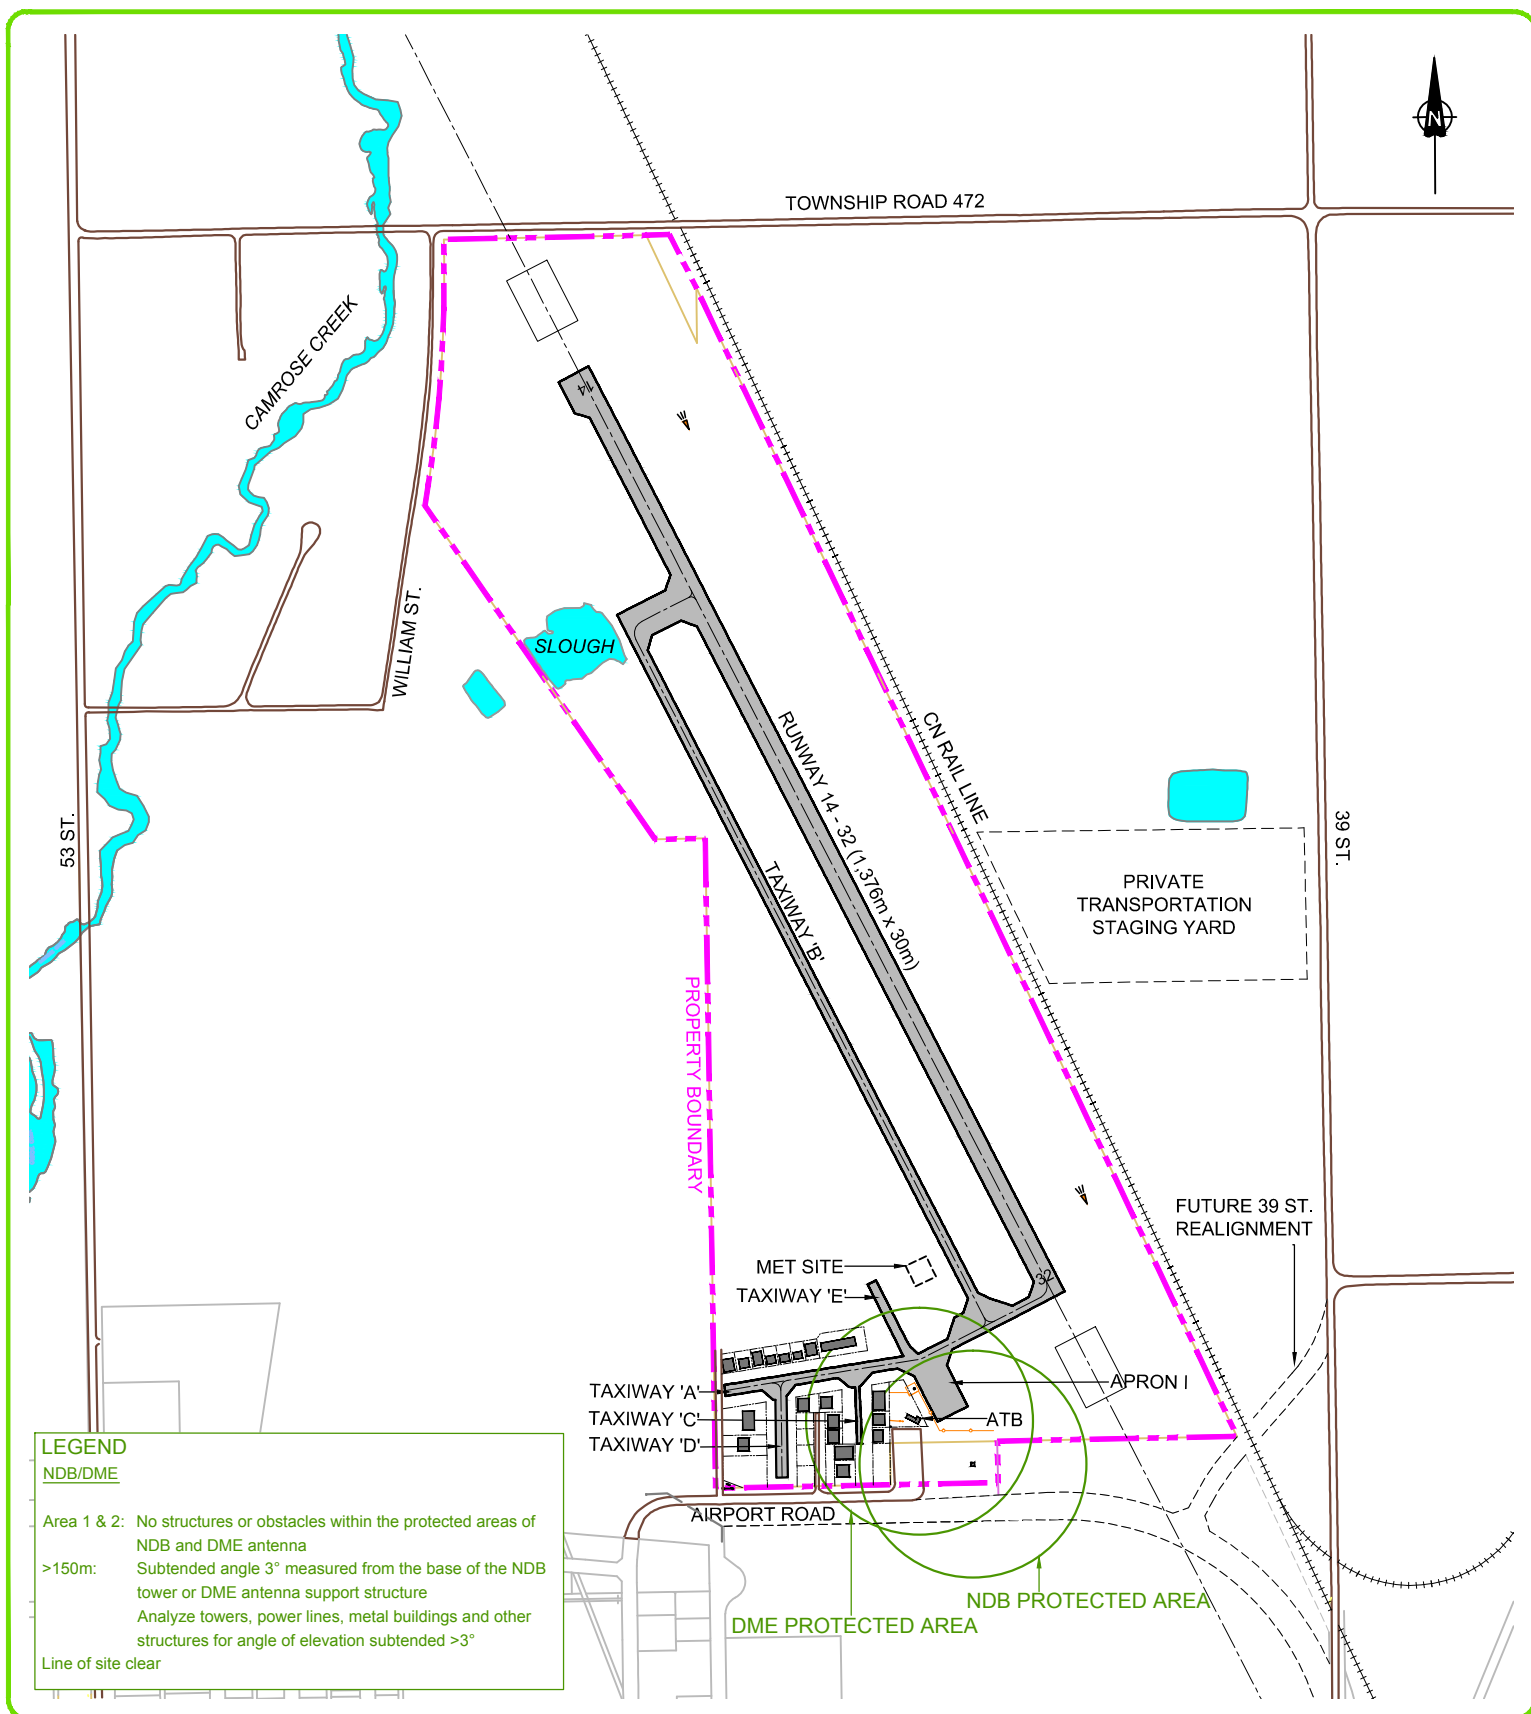 N
TOWNSHIP ROAD 472
CAMROSE CREEK
14
WILLIAM ST.
SLOUGH
RUNWAY 14 - 32 (1,376m x 30m)
CN RAIL LINE
53 ST.
39 ST.
TAXIWAY 'B'
PRIVATE
TRANSPORTATION
STAGING YARD
PROPERTY BOUNDARY
FUTURE 39 ST.
REALIGNMENT
MET SITE
32
TAXIWAY 'E'
APRON I
TAXIWAY 'A'
TAXIWAY 'C'
ATB
TAXIWAY 'D'
AIRPORT ROAD
NDB PROTECTED AREA
DME PROTECTED AREA
LEGEND
NDB/DME
Area 1 & 2: No structures or obstacles within the protected areas of
NDB and DME antenna
>150m: Subtended angle 3° measured from the base of the NDB
tower or DME antenna support structure
Analyze towers, power lines, metal buildings and other
structures for angle of elevation subtended >3°
Line of site clear